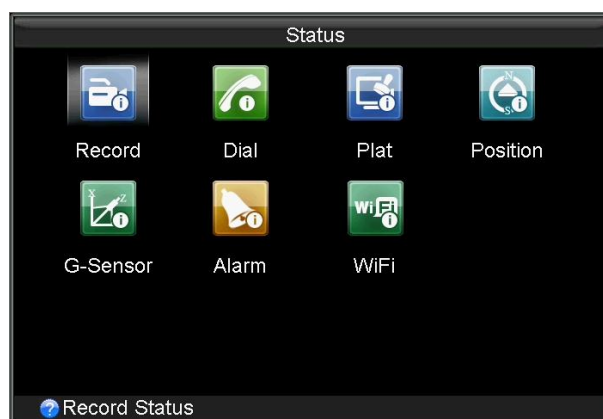 Status
Record Dial Plat Position
G-Sensor Alarm WiFi
Record Status